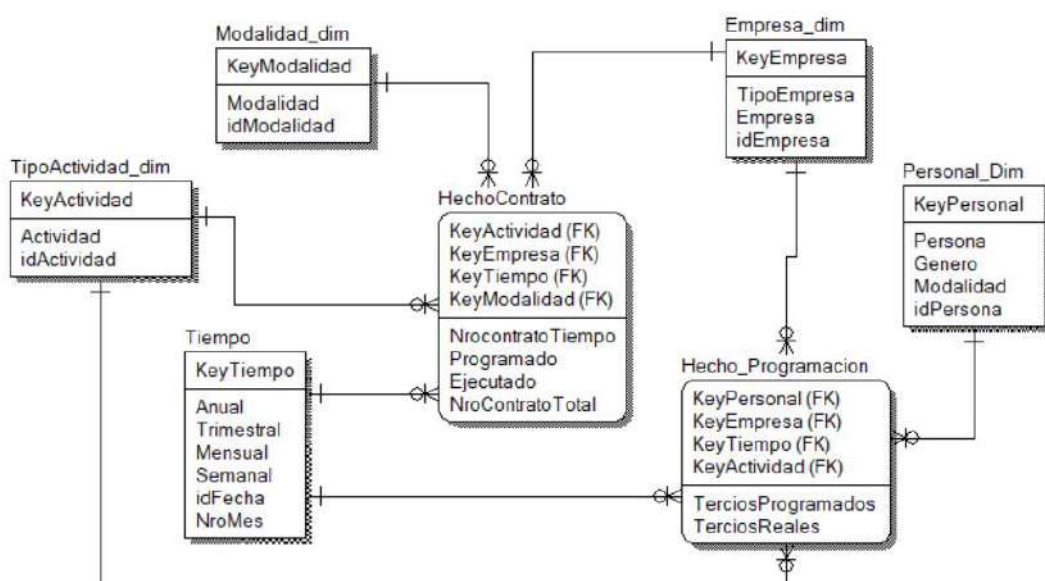 Modalidad_dim
KeyModalidad
Modalidad
idModalidad
Empresa_dim
KeyEmpresa
TipoEmpresa
Empresa
idEmpresa
TipoActividad_dim
KeyActividad
Actividad
idActividad
HechoContrato
KeyActividad (FK)
KeyEmpresa (FK)
KeyTiempo (FK)
KeyModalidad (FK)
NrocontratoTiempo
Programado
Ejecutado
NroContratoTotal
Personal_Dim
KeyPersonal
Persona
Genero
Modalidad
idPersona
Tiempo
KeyTiempo
Anual
Trimestral
Mensual
Semanal
idFecha
NroMes
Hecho_Programacion
KeyPersonal (FK)
KeyEmpresa (FK)
KeyTiempo (FK)
KeyActividad (FK)
TerciosProgramados
TerciosReales